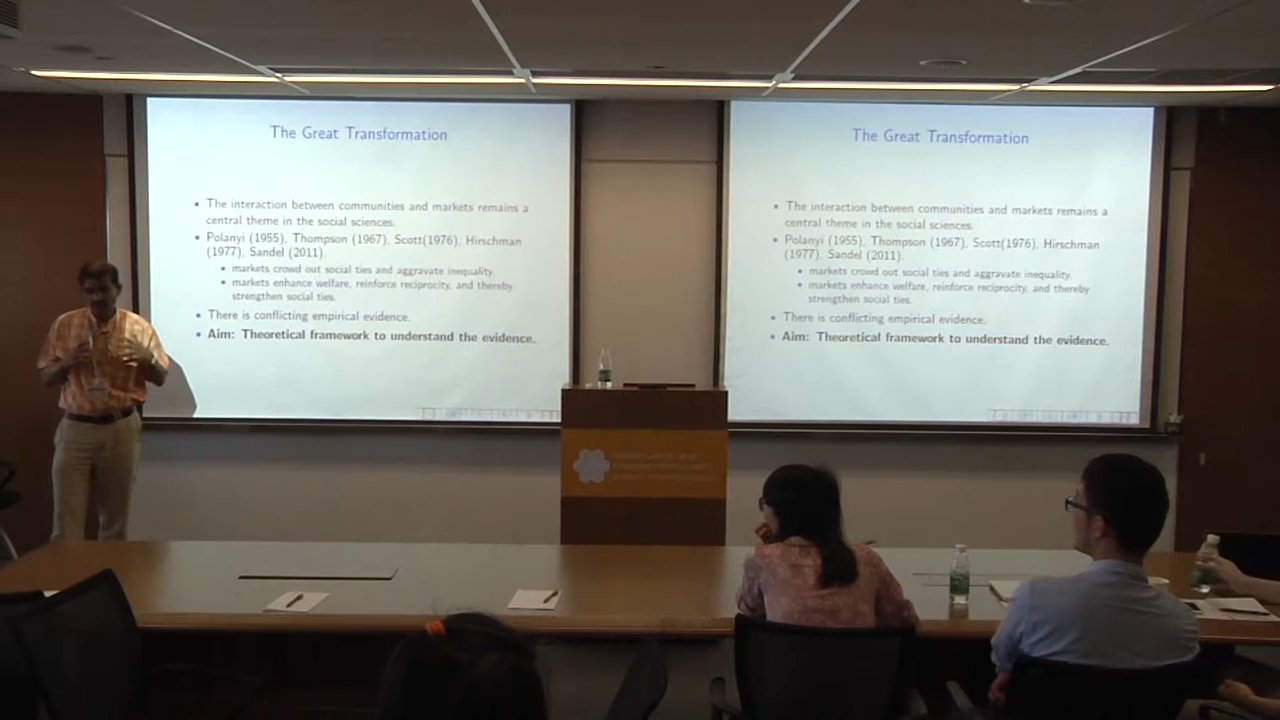 The Great Transformation
• The interaction between communities and markets remains a
central theme in the social sciences.
• Polanyi (1955), Thompson (1967), Scott(1976), Hirschman
(1977), Sandel (2011).
• markets crowd out social ties and aggravate inequality.
• markets enhance welfare, reinforce reciprocity, and thereby
strengthen social ties.
• There is conflicting empirical evidence.
• Aim: Theoretical framework to understand the evidence.
The Great Transformation
• The interaction between communities and markets remains a
central theme in the social sciences.
• Polanyi (1955), Thompson (1967), Scott(1976), Hirschman
(1977), Sandel (2011).
• markets crowd out social ties and aggravate inequality.
• markets enhance welfare, reinforce reciprocity, and thereby
strengthen social ties.
• There is conflicting empirical evidence.
• Aim: Theoretical framework to understand the evidence.